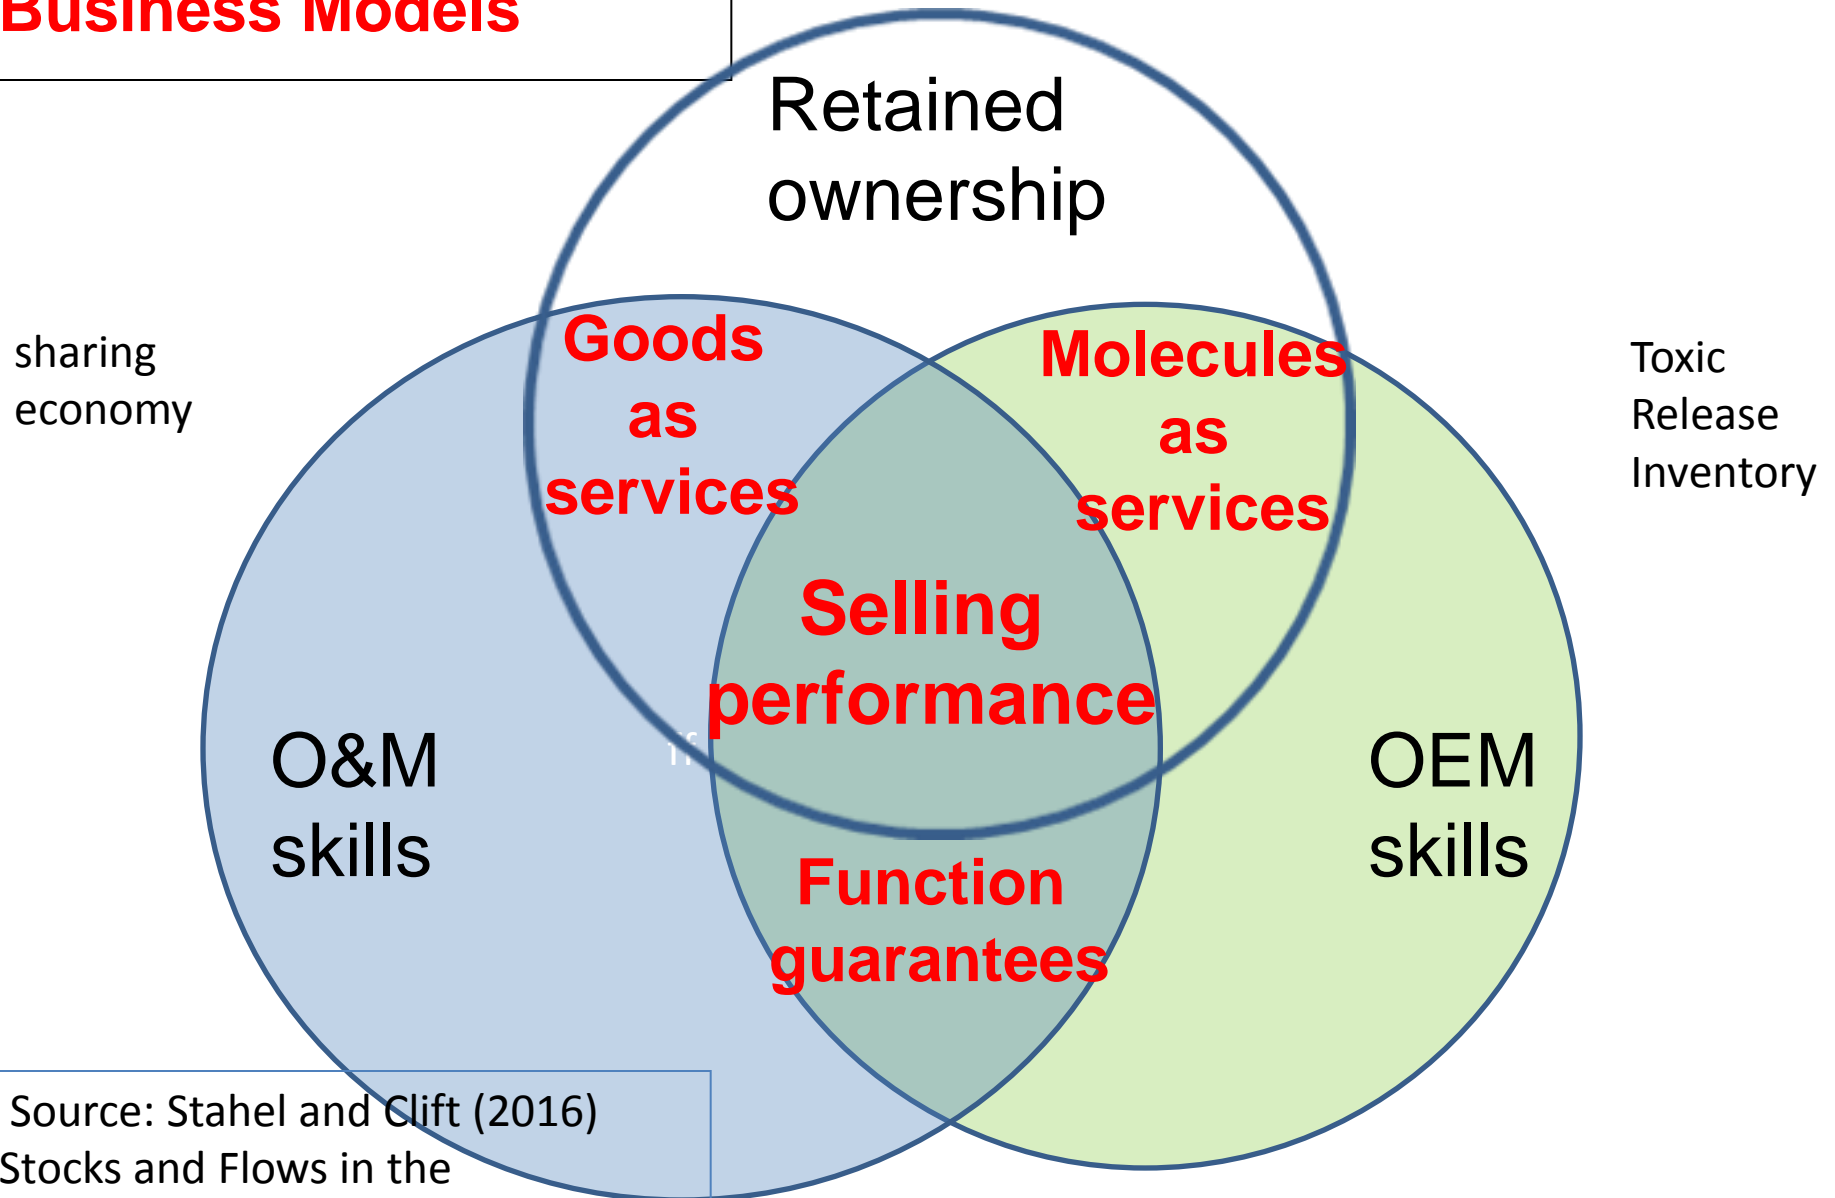 Business Models
Retained
ownership
sharing
economy
Goods
as
services
Molecules
as
services
Toxic
Release
Inventory
Selling
performance
ff
O&M
skills
OEM
skills
Function
guarantees
Source: Stahel and Clift (2016)
Stocks and Flows in the